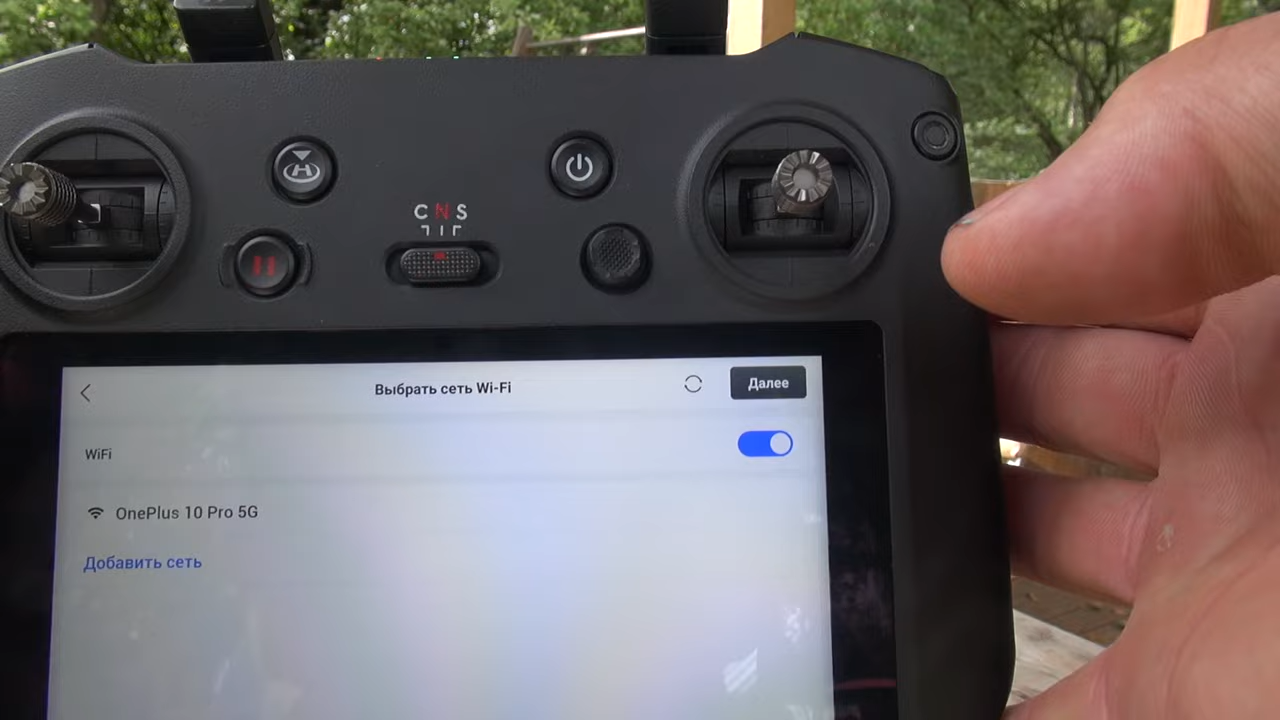 C N S
Выбрать сеть Wi-Fi
Далее
WiFi
OnePlus 10 Pro 5G
Добавить сеть